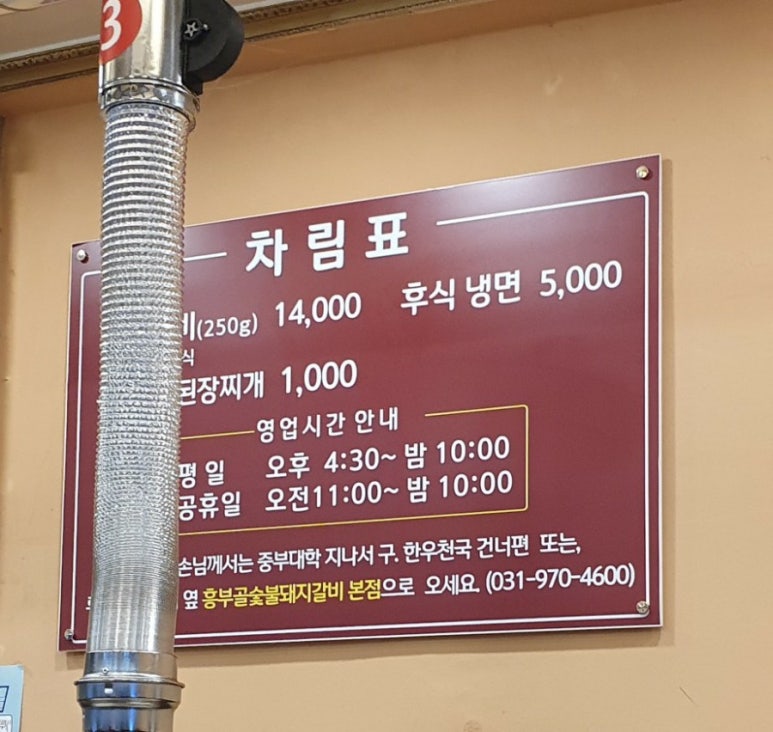 3
차림표
비(250g) 14,000 후식 냉면 5,000
식
된장찌개 1,000
영업시간 안내
평일 오후 4:30~ 밤 10:00
공휴일 오전11:00~ 밤 10:00
손님께서는 중부대학 지나서 구. 한우천국 건너편 또는,
옆 흥부골숯불돼지갈비 본점으로 오세요. (031-970-4600)